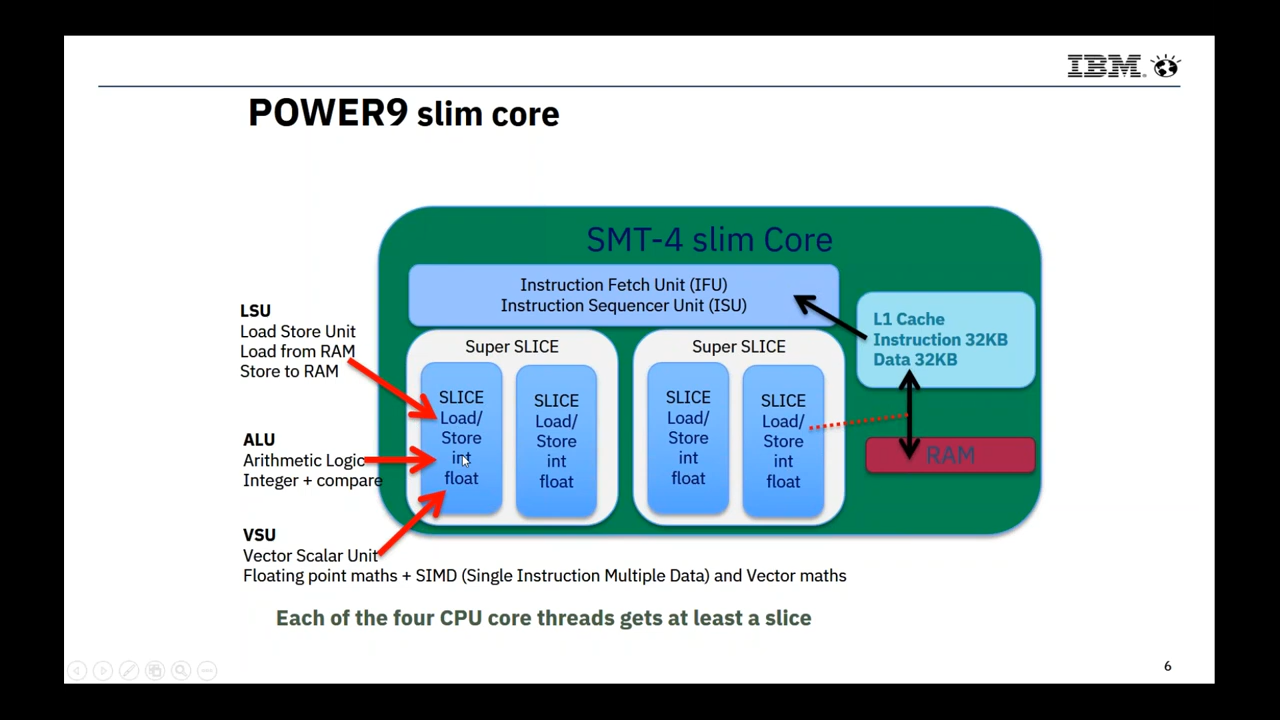 IBM.
POWER9 slim core
SMT-4 slim Core
Instruction Fetch Unit (IFU)
Instruction Sequencer Unit (ISU)
L1 Cache
Instruction 32KB
Data 32KB
RAM
Super SLICE
SLICE
Load/
Store
int
float
SLICE
Load/
Store
int
float
Super SLICE
SLICE
Load/
Store
int
float
SLICE
Load/
Store
int
float
LSU
Load Store Unit
Load from RAM
Store to RAM
ALU
Arithmetic Logic
Integer + compare
VSU
Vector Scalar Unit
Floating point maths + SIMD (Single Instruction Multiple Data) and Vector maths
Each of the four CPU core threads gets at least a slice
6